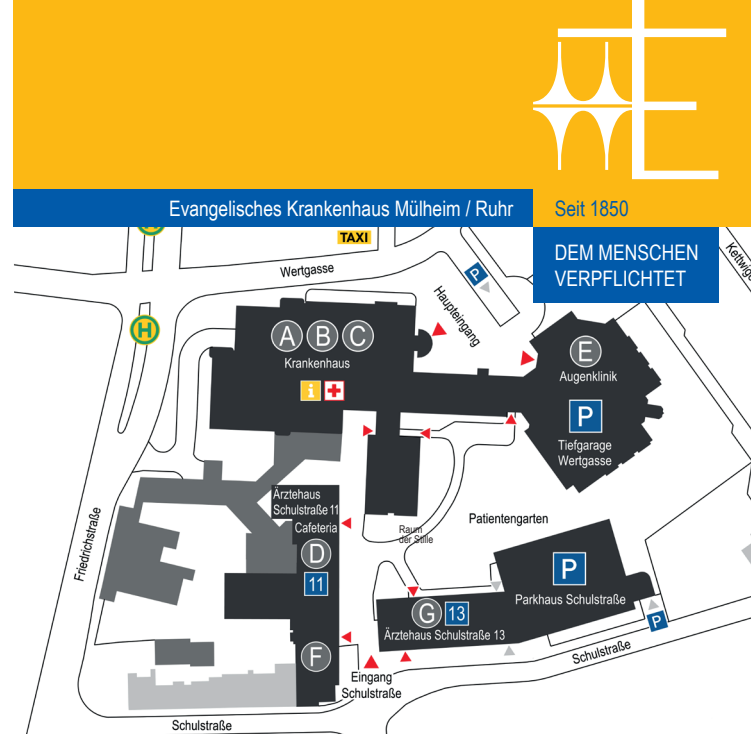 Evangelisches Krankenhaus Mülheim / Ruhr
Seit 1850
DEM MENSCHEN
VERPFLICHTET
TAXI
H
Wertgasse
P
Haupteingang
A B C
Krankenhaus
i
E
Augenklinik
P
Tiefgarage
Wertgasse
Ärztehaus
Schulstraße 11
Cafeteria
D
11
F
Friedrichstraße
Raum
der Stille
Patientengarten
P
Parkhaus Schulstraße
G 13
Ärztehaus Schulstraße 13
P
Schulstraße
Eingang
Schulstraße
Schulstraße